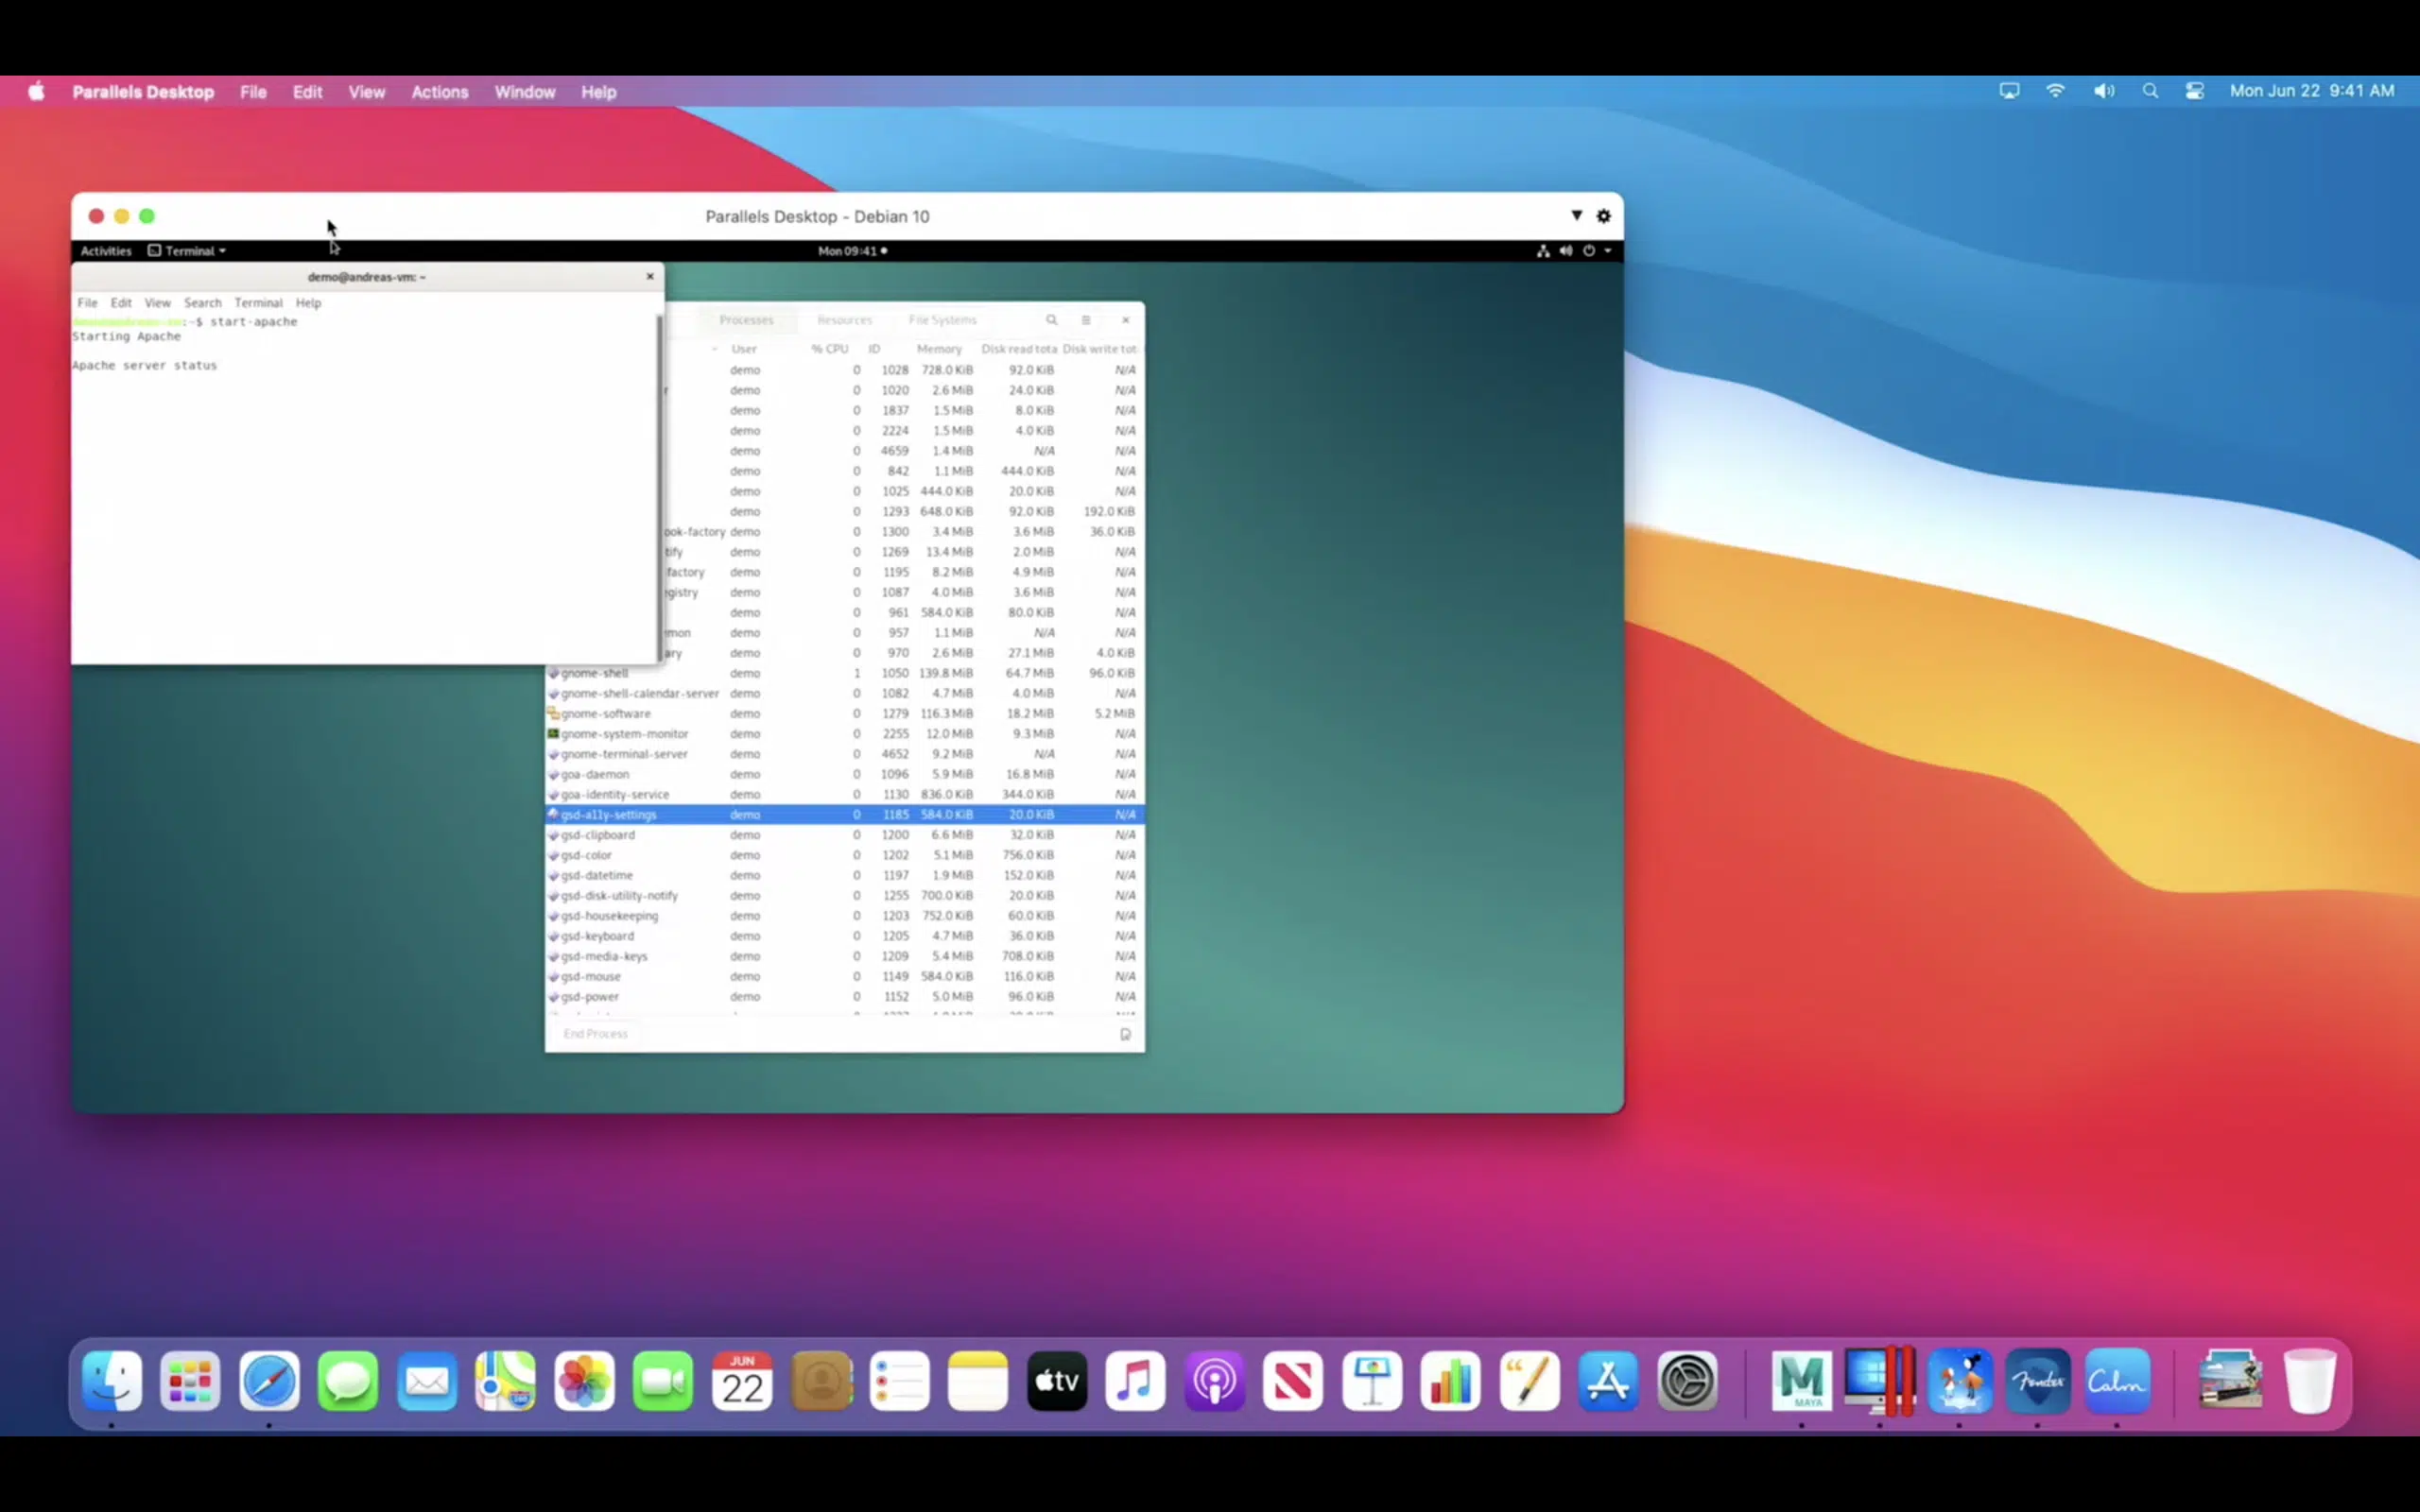 Parallels Desktop File Edit View Actions Window Help Mon Jun 22 9:41 AM
Parallels Desktop - Debian 10
Activities Terminal Mon 09:41
demo@andreas-vm: ~
File Edit View Search Terminal Help
:~$ start-apache
Starting Apache
Apache server status
Processes Resources File Systems
User % CPU ID Memory Disk read tota Disk write tot
demo 0 1028 728.0 KiB 92.0 KiB N/A
r demo 0 1020 2.6 MiB 24.0 KiB N/A
demo 0 1837 1.5 MiB 8.0 KiB N/A
demo 0 2224 1.5 MiB 4.0 KiB N/A
demo 0 4659 1.4 MiB N/A N/A
demo 0 842 1.1 MiB 444.0 KiB N/A
demo 0 1025 444.0 KiB 20.0 KiB N/A
demo 0 1293 648.0 KiB 92.0 KiB 192.0 KiB
ook-factory demo 0 1300 3.4 MiB 3.6 MiB 36.0 KiB
tify demo 0 1269 13.4 MiB 2.0 MiB N/A
-factory demo 0 1195 8.2 MiB 4.9 MiB N/A
egistry demo 0 1087 4.0 MiB 3.6 MiB N/A
demo 0 961 584.0 KiB 80.0 KiB N/A
mon demo 0 957 1.1 MiB N/A N/A
ary demo 0 970 2.6 MiB 27.1 MiB 4.0 KiB
gnome-shell demo 1 1050 139.8 MiB 64.7 MiB 96.0 KiB
gnome-shell-calendar-server demo 0 1082 4.7 MiB 4.0 MiB N/A
gnome-software demo 0 1279 116.3 MiB 18.2 MiB 5.2 MiB
gnome-system-monitor demo 0 2255 12.0 MiB 9.3 MiB N/A
gnome-terminal-server demo 0 4652 9.2 MiB N/A N/A
goa-daemon demo 0 1096 5.9 MiB 16.8 MiB N/A
goa-identity-service demo 0 1130 836.0 KiB 344.0 KiB N/A
gsd-a11y-settings demo 0 1185 584.0 KiB 20.0 KiB N/A
gsd-clipboard demo 0 1200 6.6 MiB 32.0 KiB N/A
gsd-color demo 0 1202 5.1 MiB 756.0 KiB N/A
gsd-datetime demo 0 1197 1.9 MiB 152.0 KiB N/A
gsd-disk-utility-notify demo 0 1255 700.0 KiB 20.0 KiB N/A
gsd-housekeeping demo 0 1203 752.0 KiB 60.0 KiB N/A
gsd-keyboard demo 0 1205 4.7 MiB 36.0 KiB N/A
gsd-media-keys demo 0 1209 5.4 MiB 708.0 KiB N/A
gsd-mouse demo 0 1149 584.0 KiB 116.0 KiB N/A
gsd-power demo 0 1152 5.0 MiB 96.0 KiB N/A
End Process
JUN
22
tv
MAYA
Fender
Calm